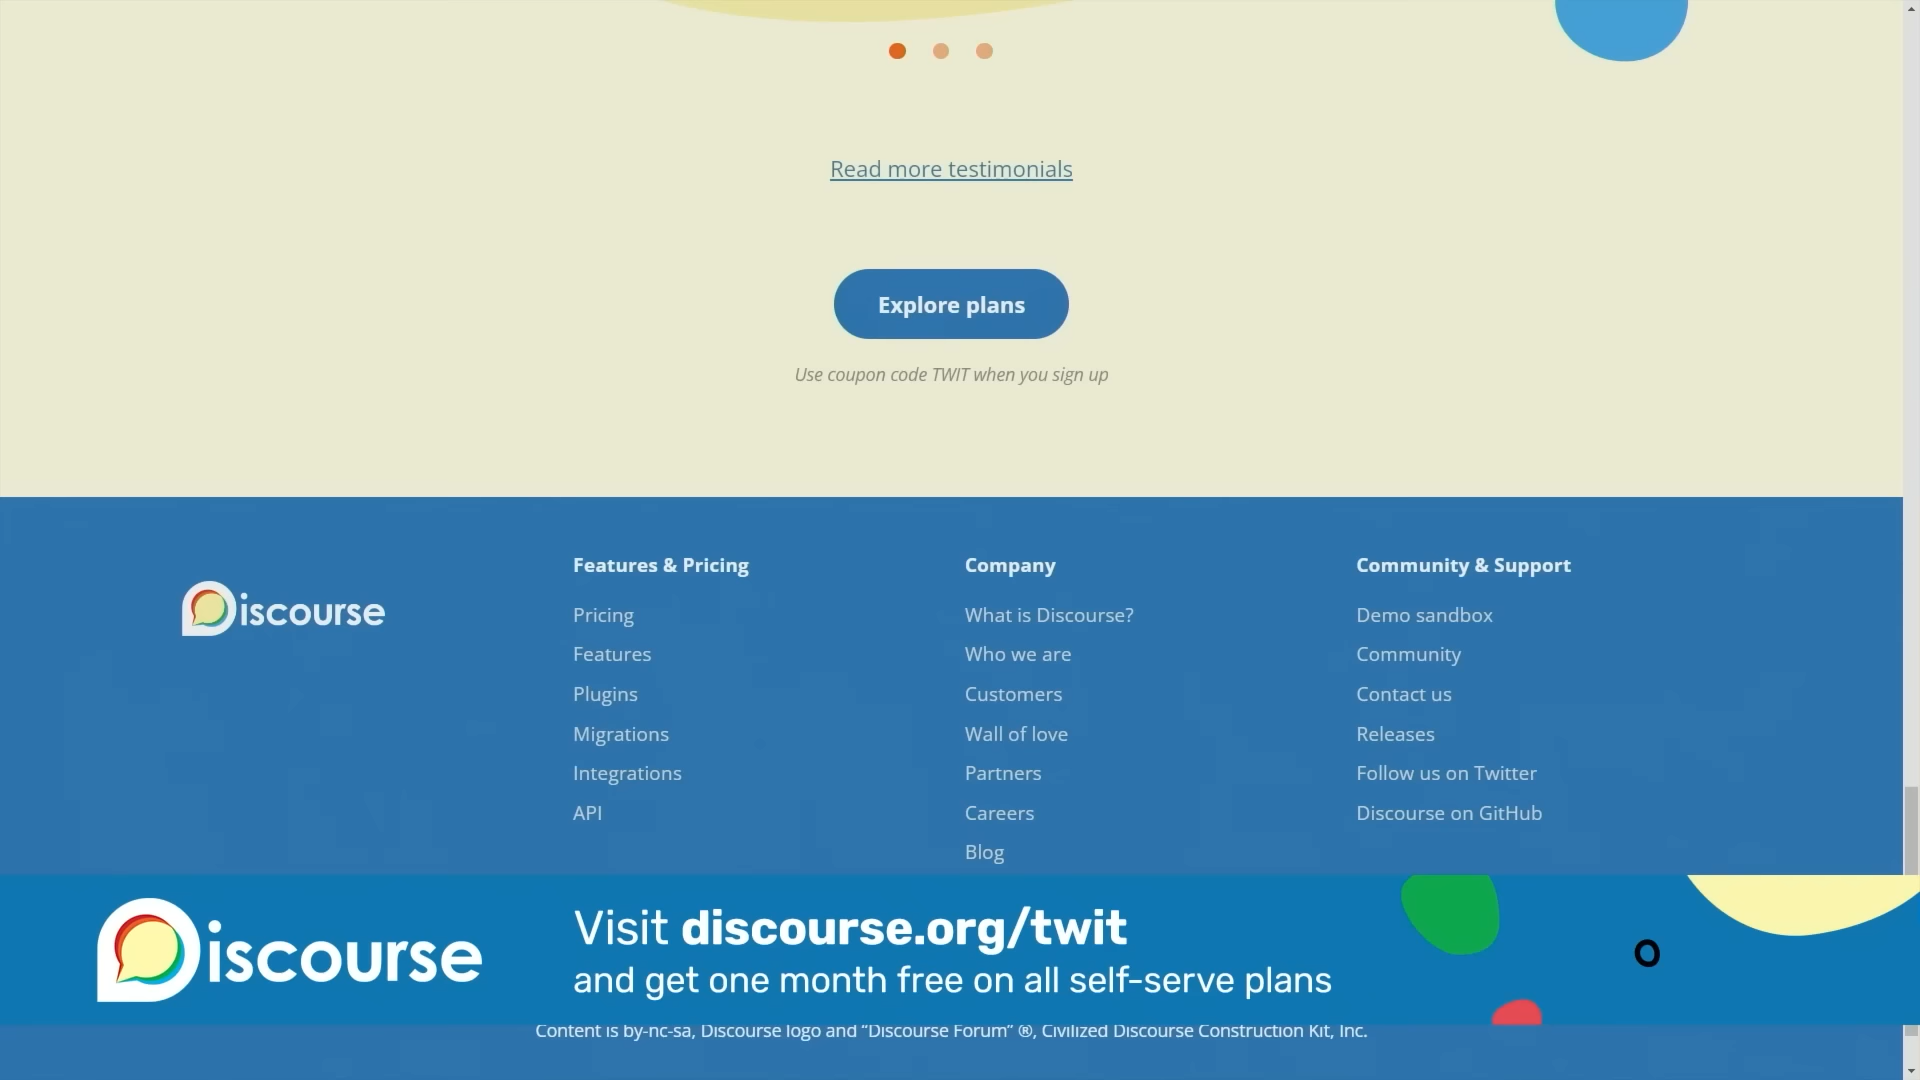 Read more testimonials
Explore plans
Use coupon code TWIT when you sign up
Discourse
Features & Pricing
Pricing
Features
Plugins
Migrations
Integrations
API
Company
What is Discourse?
Who we are
Customers
Wall of love
Partners
Careers
Blog
Community & Support
Demo sandbox
Community
Contact us
Releases
Follow us on Twitter
Discourse on GitHub
Discourse
Visit discourse.org/twit
and get one month free on all self-serve plans
O
Content is by-nc-sa, Discourse logo and “Discourse Forum” ®, Civilized Discourse Construction Kit, Inc.